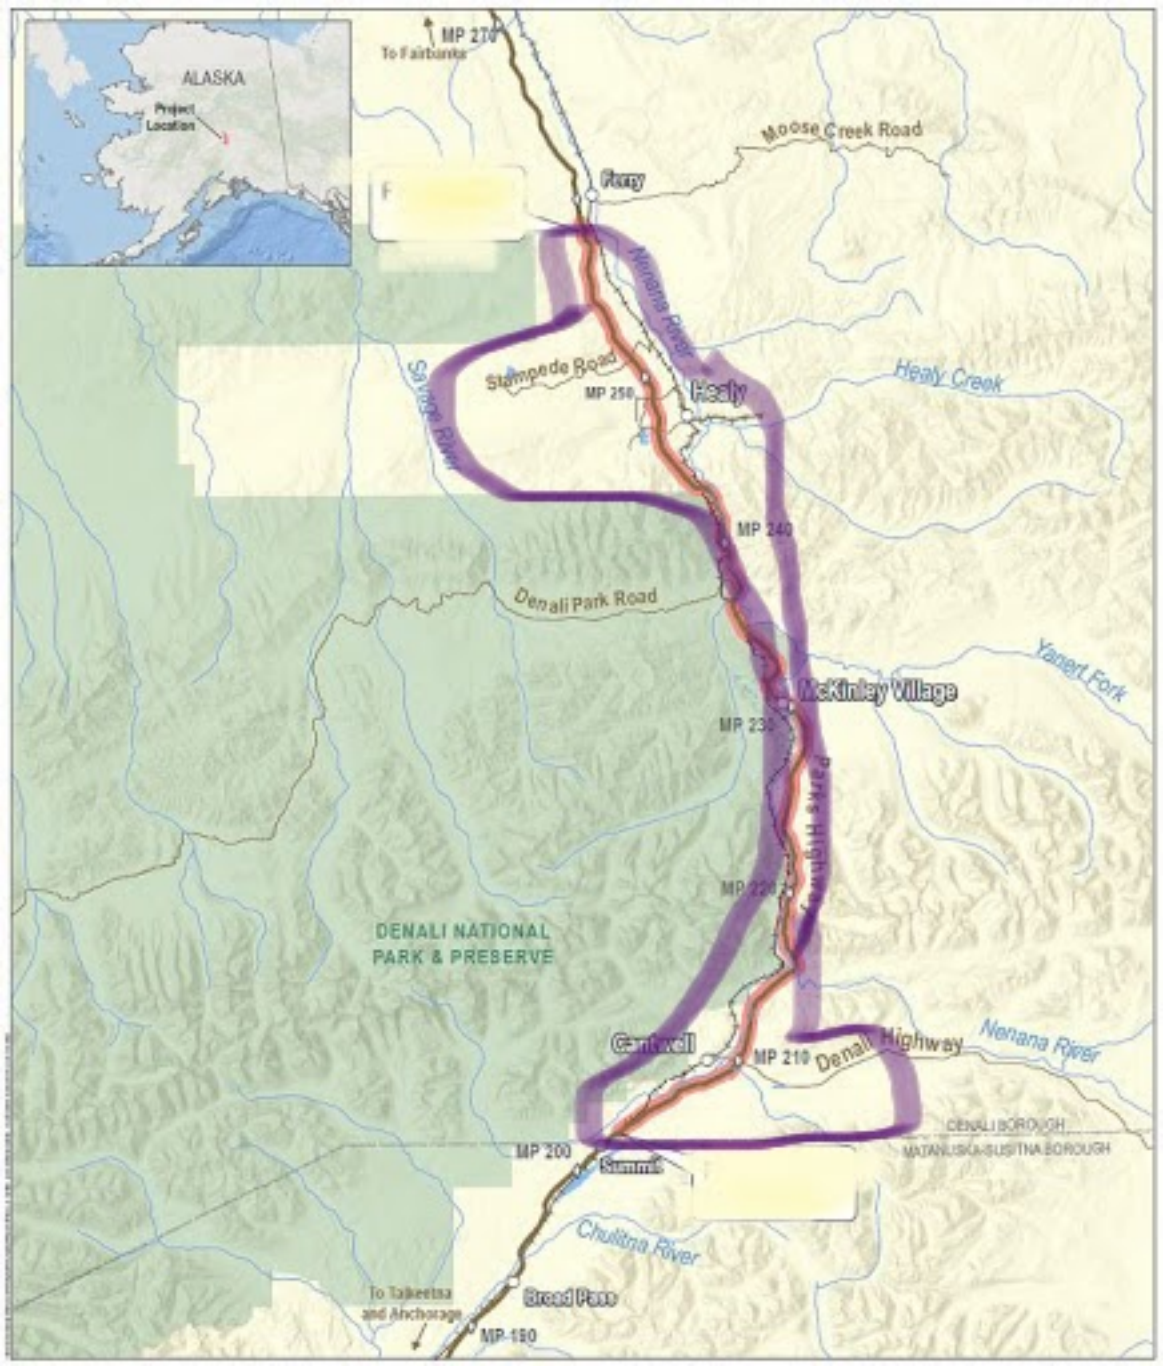 MP 270
To Fairbanks
ALASKA
Project
Location
Moose Creek Road
Ferry
F
Nenana River
Stampede Road
Savage River
MP 250
Healy
Healy Creek
MP 240
Denali Park Road
Yanert Fork
McKinley Village
MP 230
Parks Highway
MP 220
DENALI NATIONAL
PARK & PRESERVE
Cantwell
MP 210
Denali Highway
Nenana River
DENALI BOROUGH
MATANUSKA-SUSITNA BOROUGH
MP 200
Summit
Chulitna River
To Talkeetna
and Anchorage
Broad Pass
MP 190